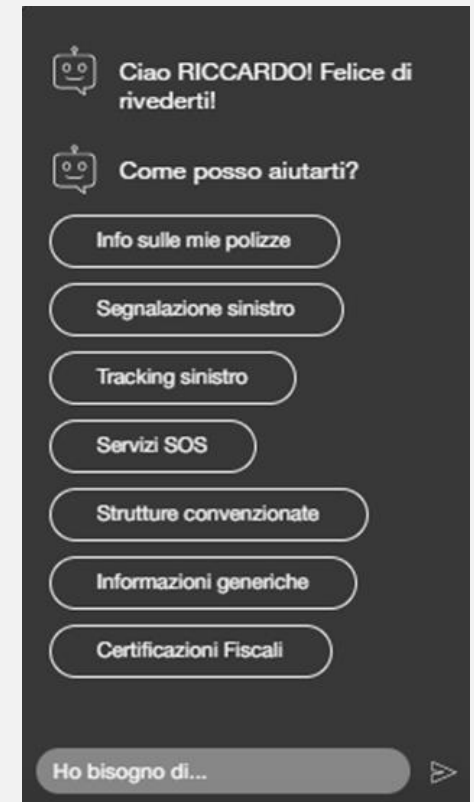 Ciao RICCARDO! Felice di
rivederti!
Come posso aiutarti?
Info sulle mie polizze
Segnalazione sinistro
Tracking sinistro
Servizi SOS
Strutture convenzionate
Informazioni generiche
Certificazioni Fiscali
Ho bisogno di...